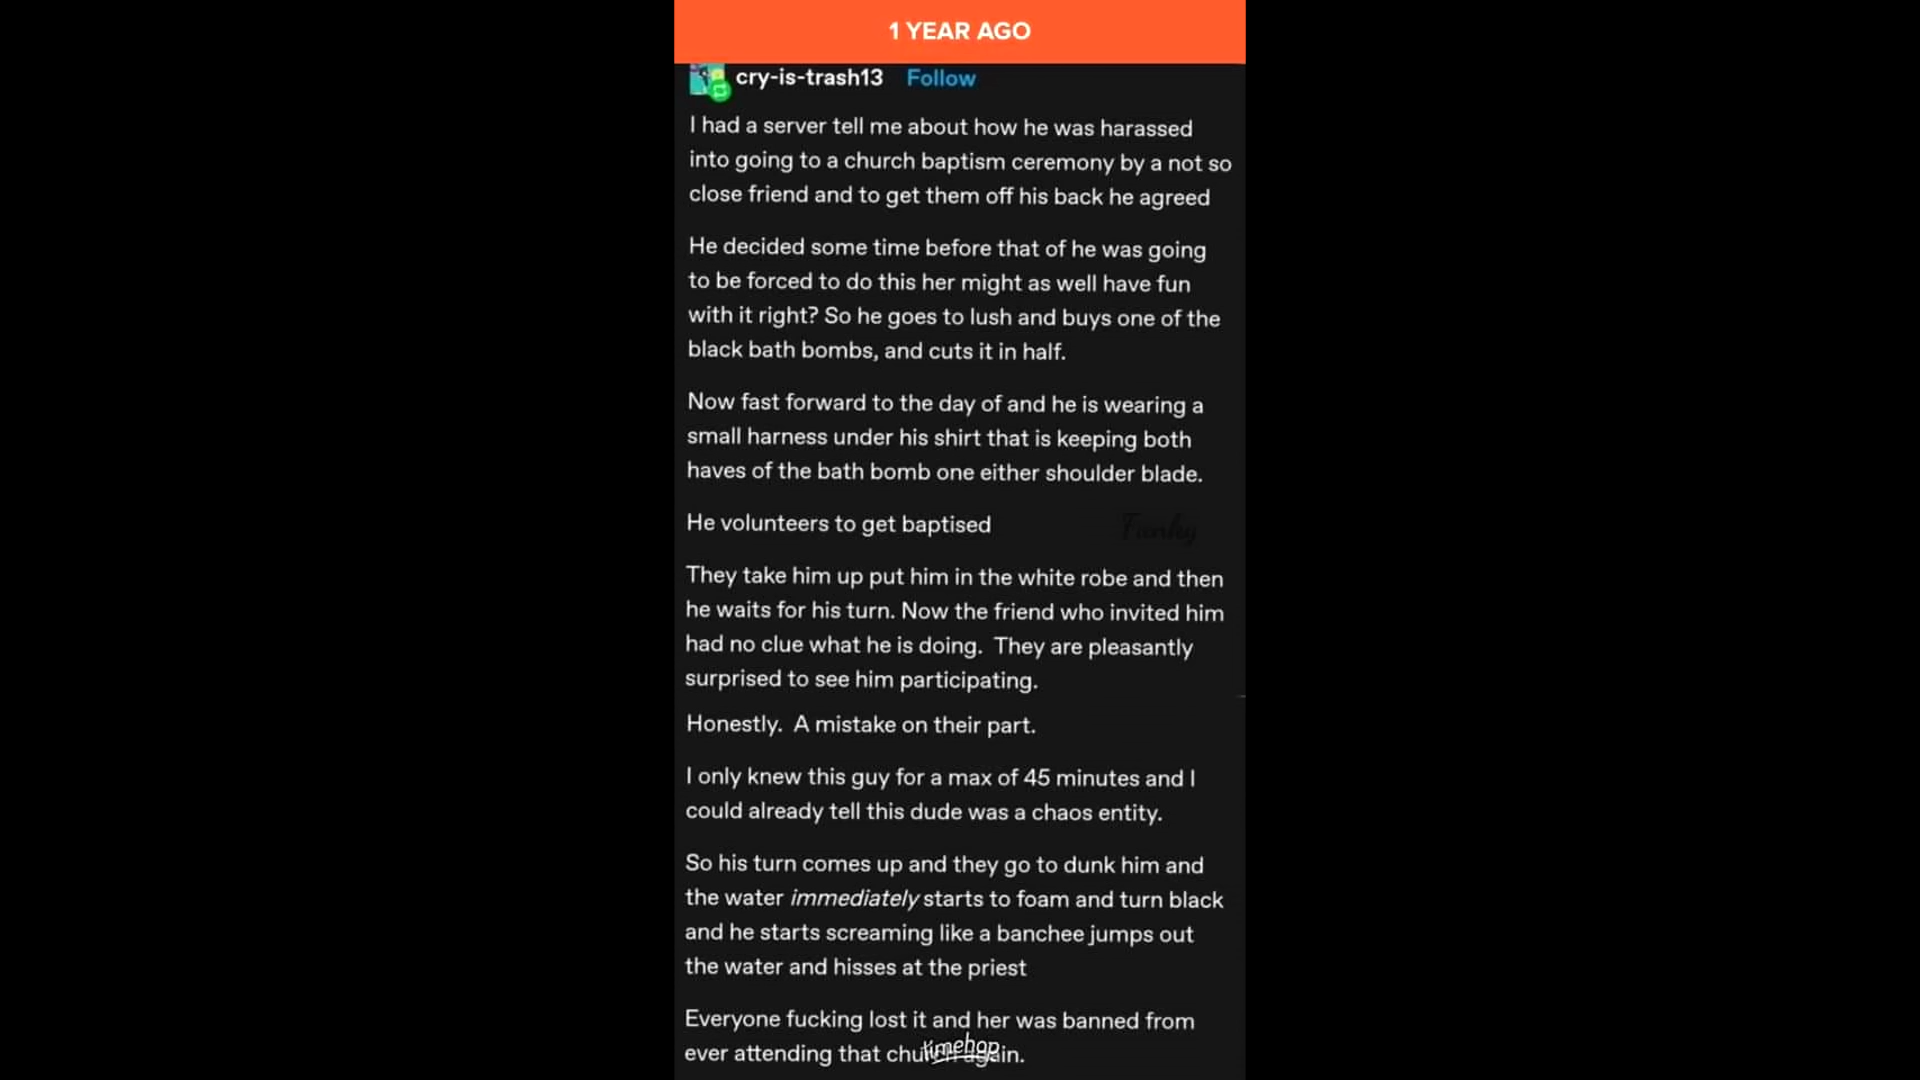 1 YEAR AGO
cry-is-trash13 Follow
I had a server tell me about how he was harassed
into going to a church baptism ceremony by a not so
close friend and to get them off his back he agreed
He decided some time before that of he was going
to be forced to do this her might as well have fun
with it right? So he goes to lush and buys one of the
black bath bombs, and cuts it in half.
Now fast forward to the day of and he is wearing a
small harness under his shirt that is keeping both
haves of the bath bomb one either shoulder blade.
He volunteers to get baptised
Funky
They take him up put him in the white robe and then
he waits for his turn. Now the friend who invited him
had no clue what he is doing. They are pleasantly
surprised to see him participating.
Honestly. A mistake on their part.
I only knew this guy for a max of 45 minutes and I
could already tell this dude was a chaos entity.
So his turn comes up and they go to dunk him and
the water immediately starts to foam and turn black
and he starts screaming like a banchee jumps out
the water and hisses at the priest
Everyone fucking lost it and her was banned from
ever attending that church again.
timehop